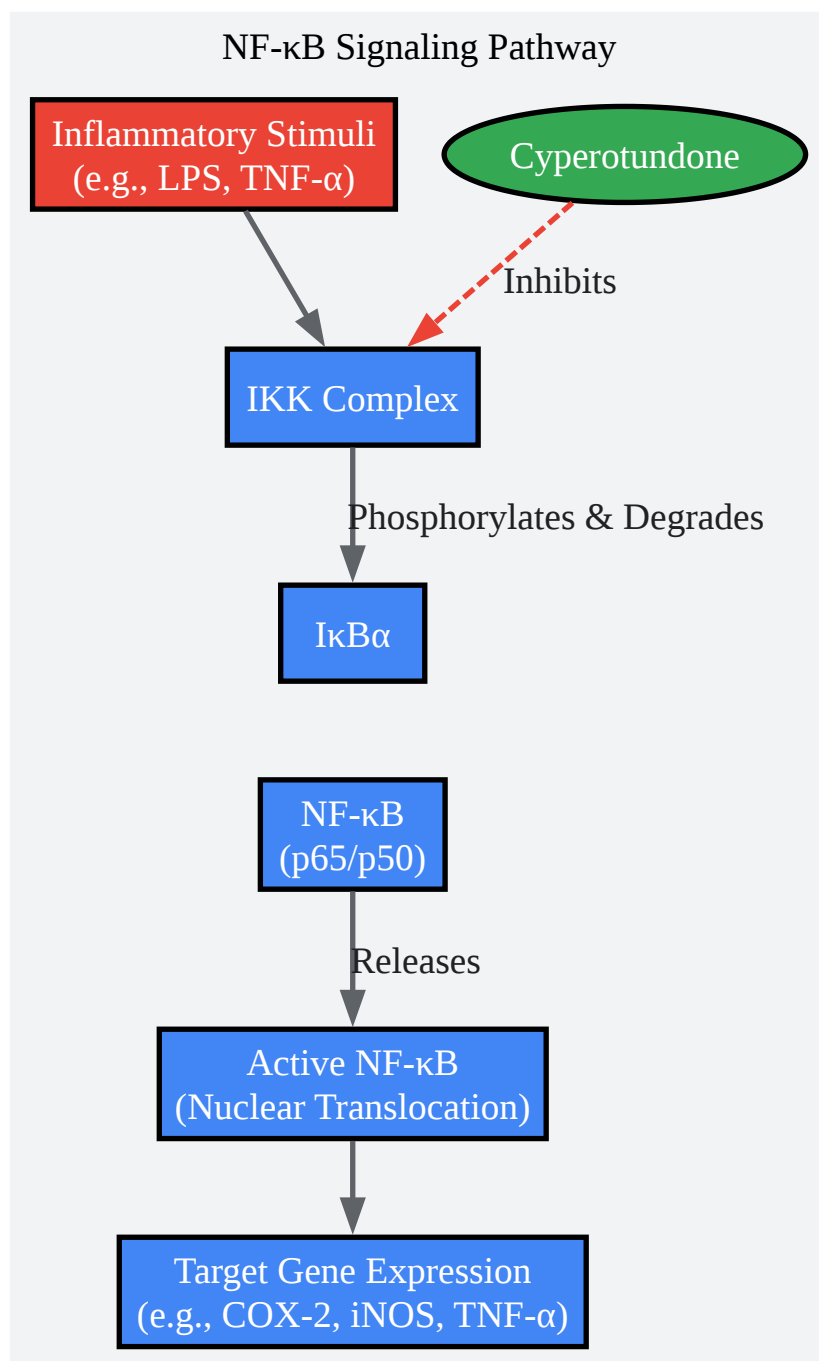 NF-κB Signaling Pathway
Inflammatory Stimuli
(e.g., LPS, TNF-α)
Cyperotundone
Inhibits
IKK Complex
Phosphorylates & Degrades
IκBα
NF-κB
(p65/p50)
Releases
Active NF-κB
(Nuclear Translocation)
Target Gene Expression
(e.g., COX-2, iNOS, TNF-α)